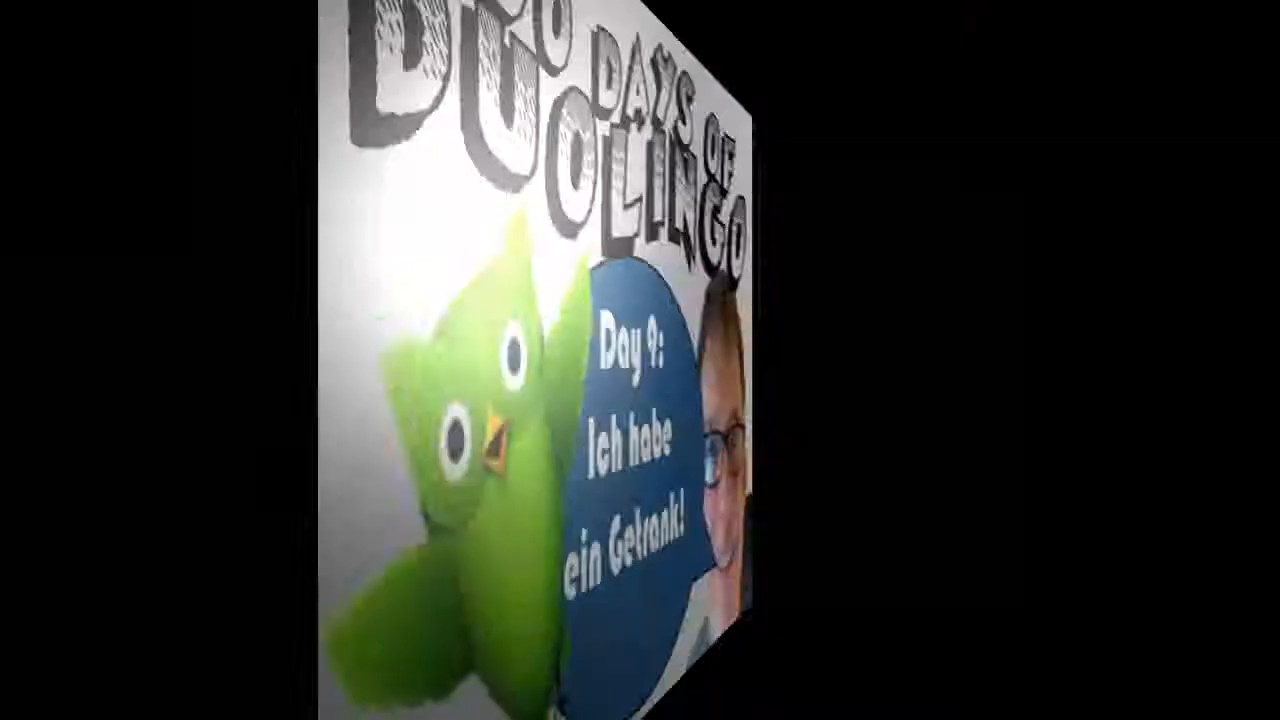 DAYS OF
DUOLINGO
Day 9:
Ich habe
ein Getrank!